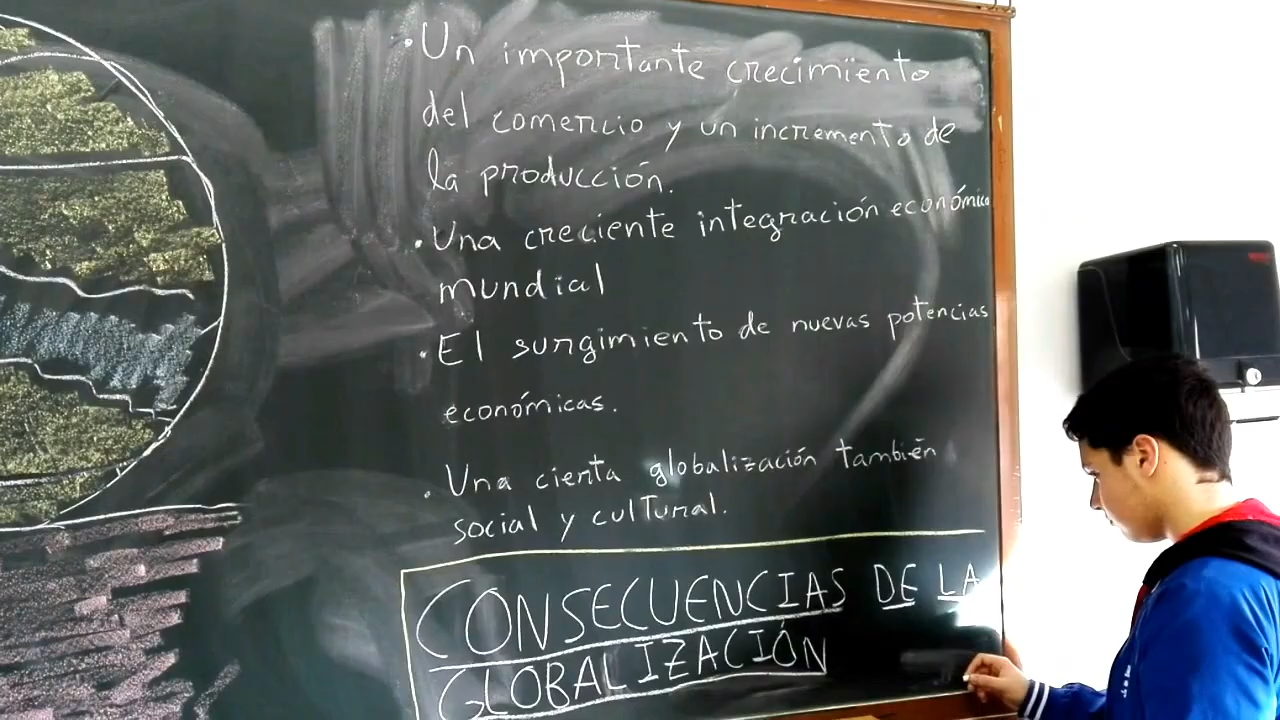 • Un importante crecimiento
del comercio y un incremento de
la producción.
• Una creciente integración económica
mundial
• El surgimiento de nuevas potencias
económicas.
• Una cierta globalización también
social y cultural.
CONSECUENCIAS DE LA
GLOBALIZACIÓN